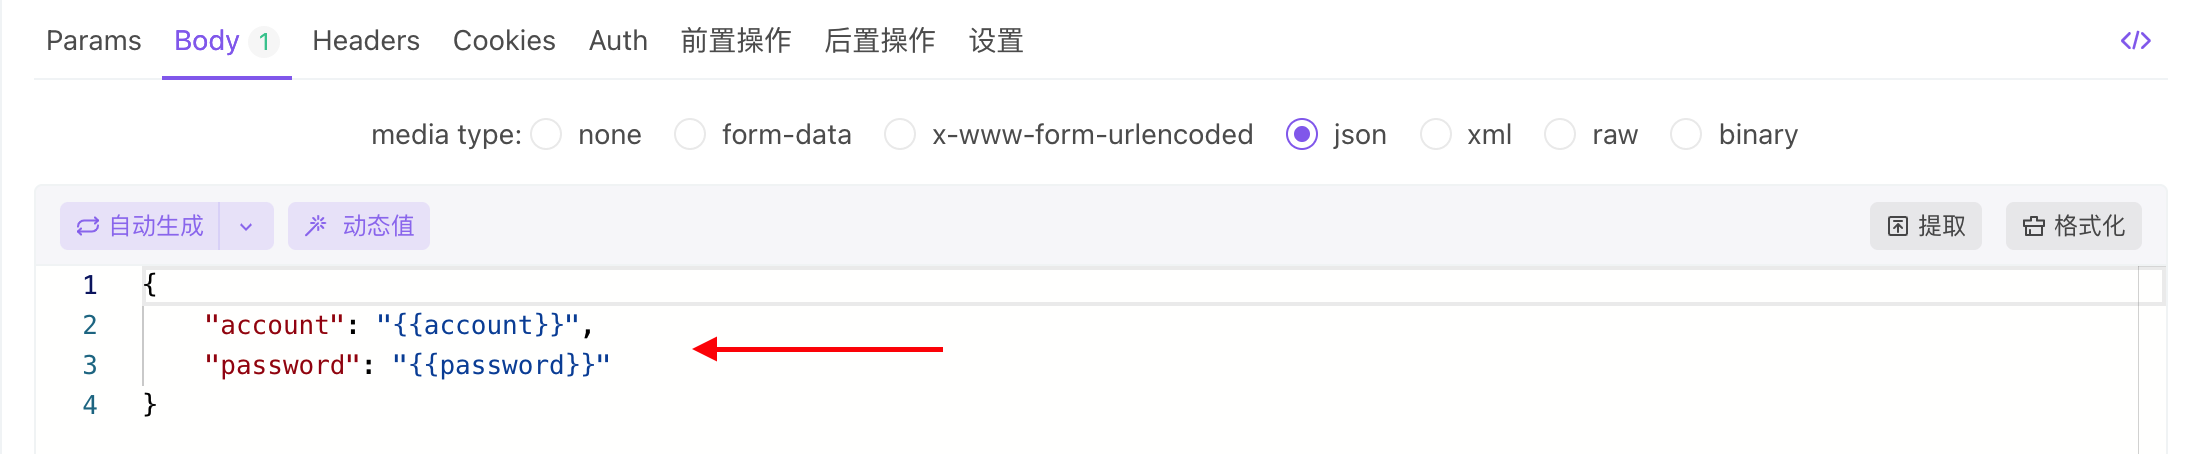 Params Body 1 Headers Cookies Auth 前置操作 后置操作 设置 </>
media type: none form-data x-www-form-urlencoded json xml raw binary
自动生成 动态值 提取 格式化
1 {
2 "account": "{{account}}",
3 "password": "{{password}}"
4 }